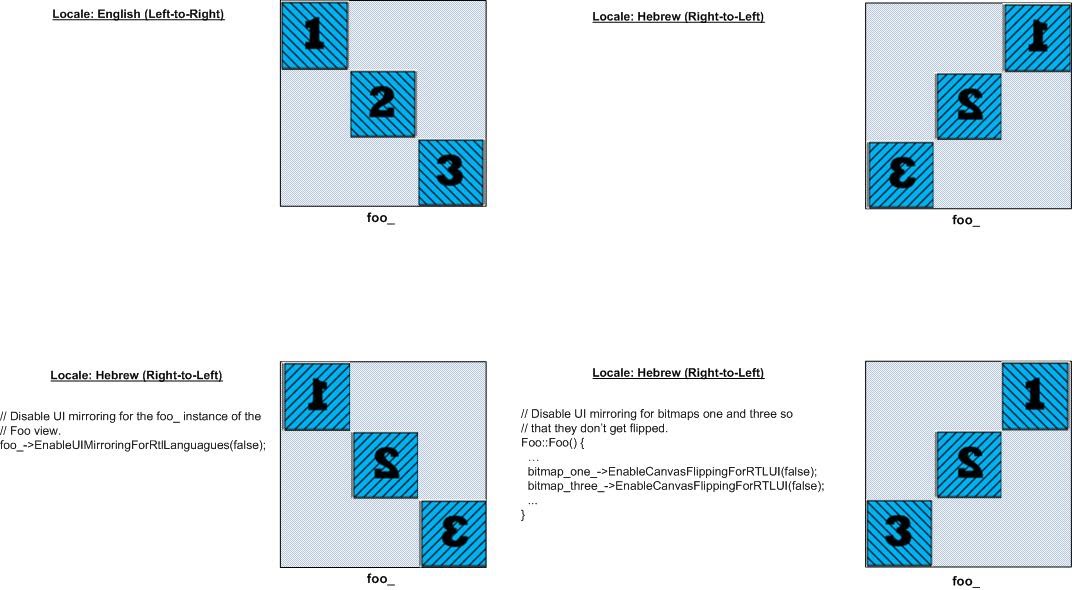 Locale: English (Left-to-Right)
1
2
3
foo_
Locale: Hebrew (Right-to-Left)
1
2
3
foo_
Locale: Hebrew (Right-to-Left)
// Disable UI mirroring for the foo_ instance of the
// Foo view.
foo_->EnableUIMirroringForRtlLanguagues(false);
1
2
3
foo_
Locale: Hebrew (Right-to-Left)
// Disable UI mirroring for bitmaps one and three so
// that they don't get flipped.
Foo::Foo() {
...
bitmap_one_->EnableCanvasFlippingForRTLUI(false);
bitmap_three_->EnableCanvasFlippingForRTLUI(false);
...
}
1
2
3
foo_